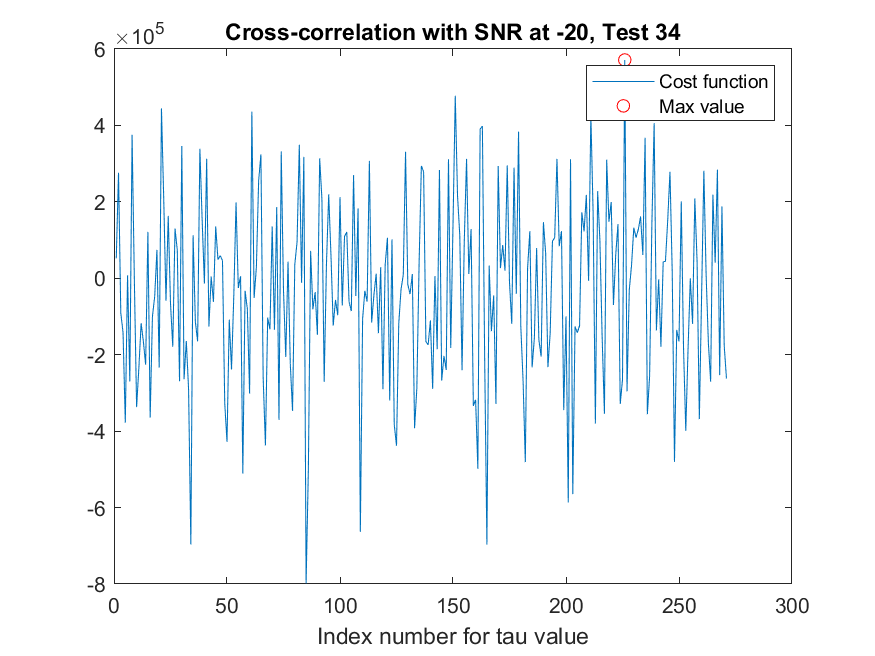 Cross-correlation with SNR at -20, Test 34
×10^5
6
4
2
0
-2
-4
-6
-8
Cost function
Max value
0 50 100 150 200 250 300
Index number for tau value